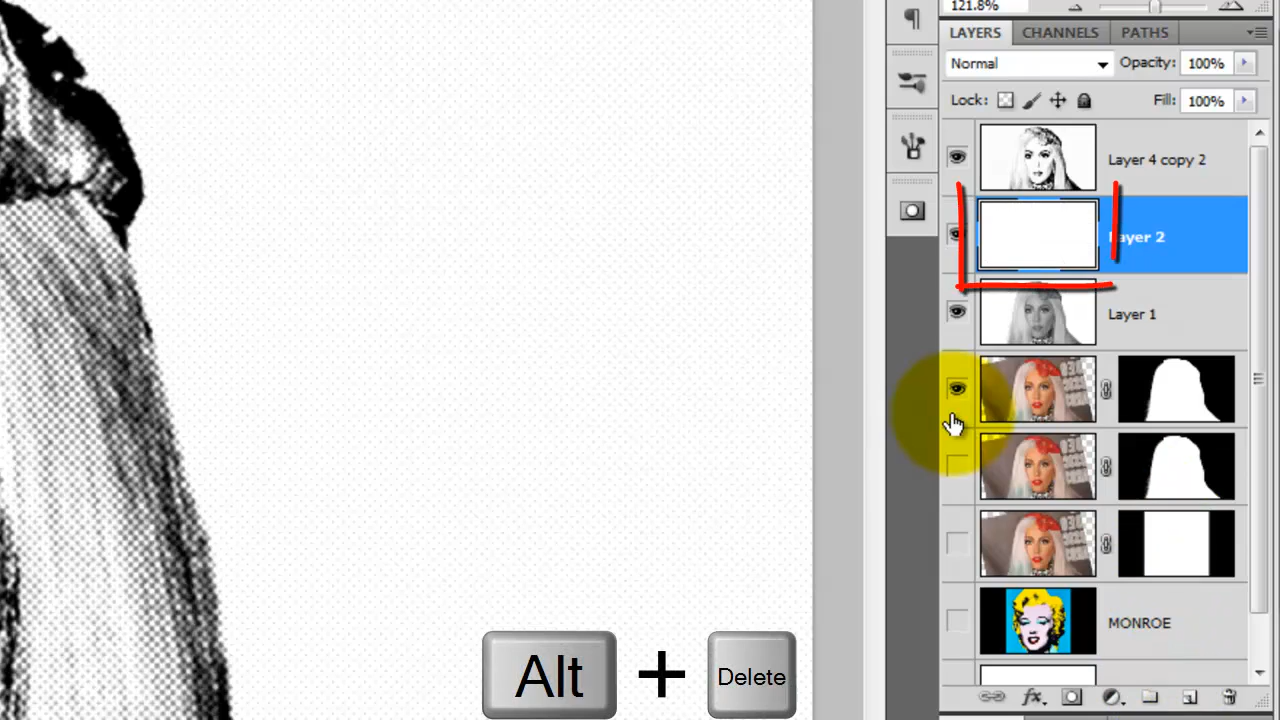 121.8%
LAYERS CHANNELS PATHS
Normal Opacity: 100%
Lock: Fill: 100%
Layer 4 copy 2
Layer 2
Layer 1
MONROE
Alt + Delete
fx